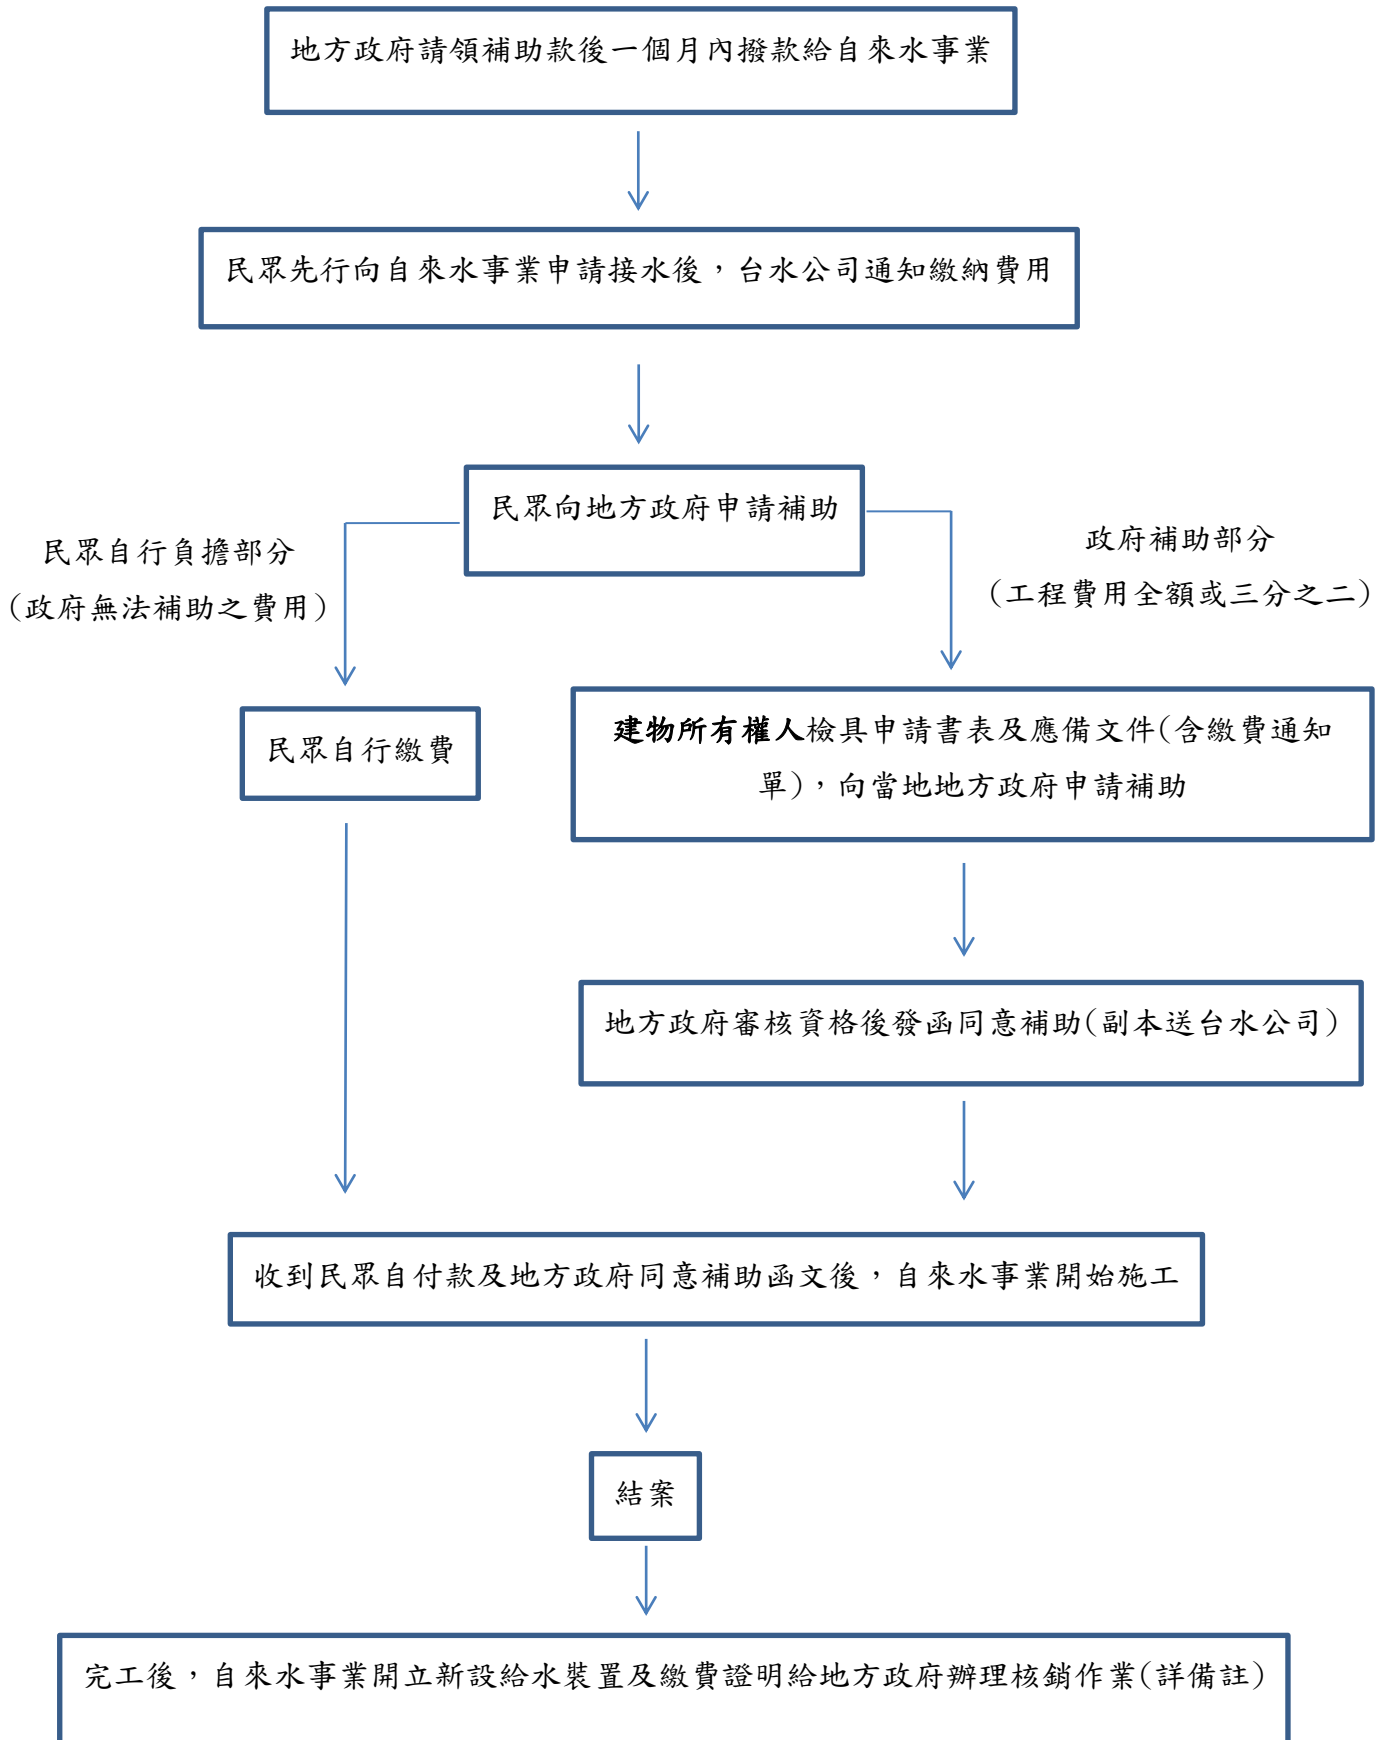 地方政府請領補助款後一個月內撥款給自來水事業
民眾先行向自來水事業申請接水後，台水公司通知繳納費用
民眾向地方政府申請補助
民眾自行負擔部分
(政府無法補助之費用)
政府補助部分
(工程費用全額或三分之二)
民眾自行繳費
建物所有權人檢具申請書表及應備文件(含繳費通知
單)，向當地地方政府申請補助
地方政府審核資格後發函同意補助(副本送台水公司)
收到民眾自付款及地方政府同意補助函文後，自來水事業開始施工
結案
完工後，自來水事業開立新設給水裝置及繳費證明給地方政府辦理核銷作業(詳備註)